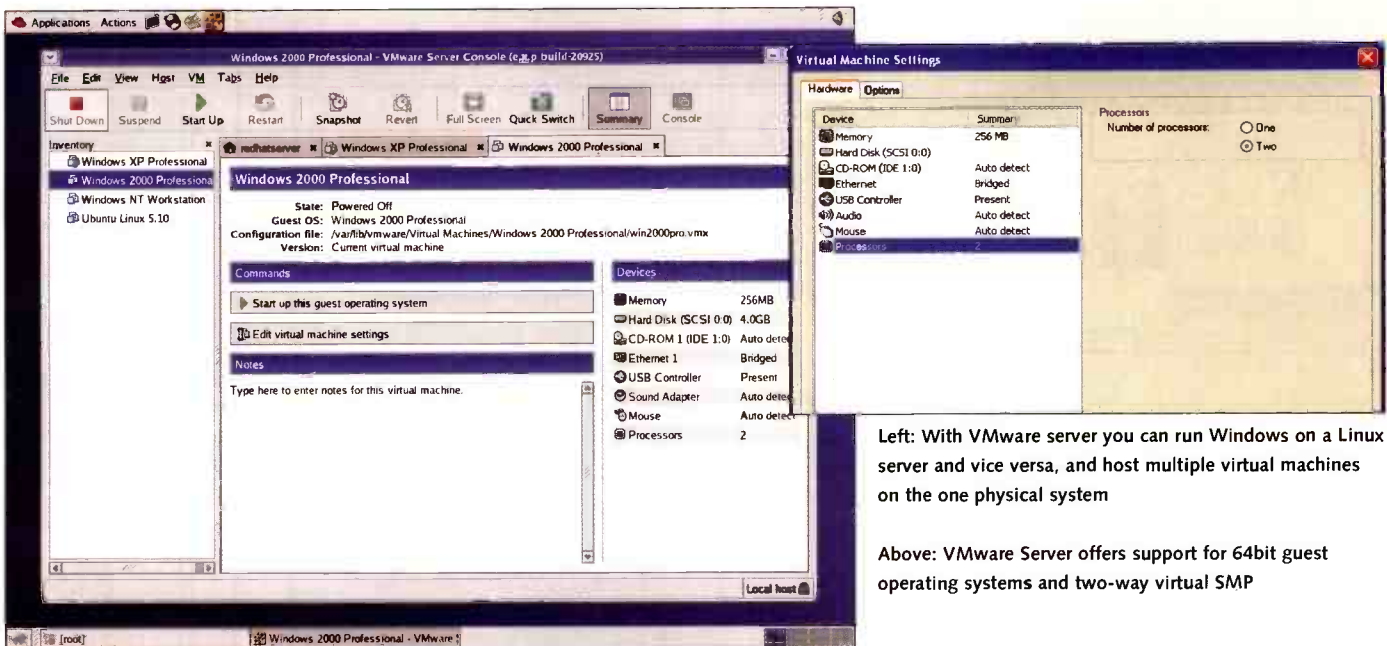 Applications Actions
Windows 2000 Professional - VMware Server Console (e.x.p build-20925)
File Edit View Host VM Tabs Help
Shut Down Suspend Start Up Restart Snapshot Revert Full Screen Quick Switch Summary Console
Inventory
Windows XP Professional
Windows 2000 Professiona
Windows NT Workstation
Ubuntu Linux 5.10
redhatserver Windows XP Professional Windows 2000 Professional
Windows 2000 Professional
State: Powered Off
Guest OS: Windows 2000 Professional
Configuration file: /var/lib/vmware/Virtual Machines/Windows 2000 Professional/win2000pro.vmx
Version: Current virtual machine
Commands
Start up this guest operating system
Edit virtual machine settings
Notes
Type here to enter notes for this virtual machine.
Devices
Memory 256MB
Hard Disk (SCSI 0:0) 4.0GB
CD-ROM 1 (IDE 1:0) Auto detec
Ethernet 1 Bridged
USB Controller Present
Sound Adapter Auto detec
Mouse Auto detect
Processors 2
Local host
[root]
Windows 2000 Professional - VMware
Virtual Machine Settings
Hardware Options
Device Summary
Memory 256 MB
Hard Disk (SCSI 0:0)
CD-ROM (IDE 1:0) Auto detect
Ethernet Bridged
USB Controller Present
Audio Auto detect
Mouse Auto detect
Processors 2
Processors
Number of processors: One
Two
Left: With VMware server you can run Windows on a Linux
server and vice versa, and host multiple virtual machines
on the one physical system
Above: VMware Server offers support for 64bit guest
operating systems and two-way virtual SMP